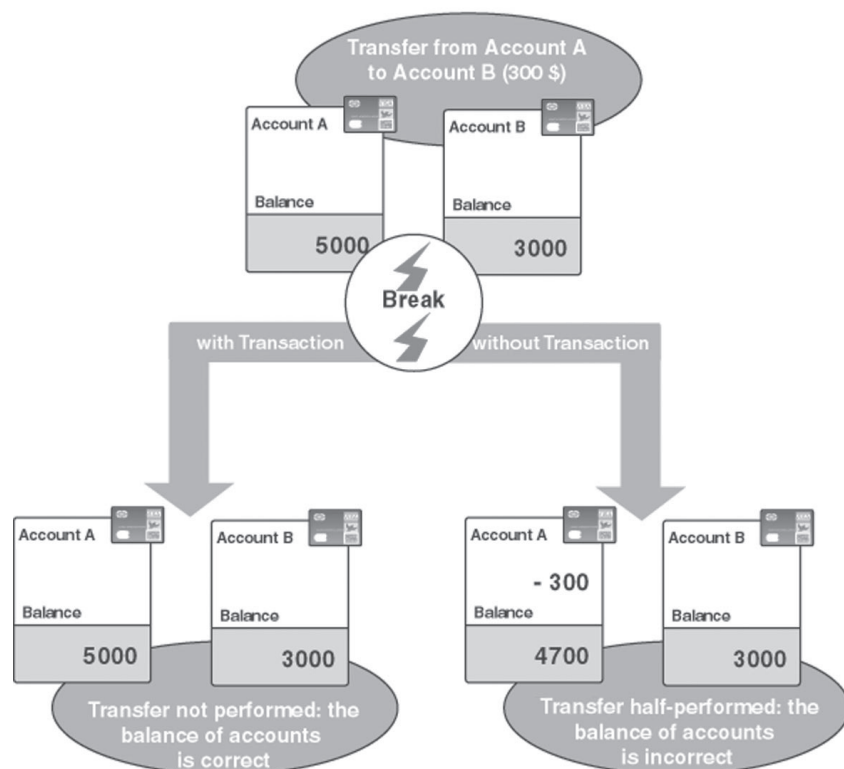 Transfer from Account A
to Account B (300 $)
Account A
Account B
Balance
Balance
5000
3000
Break
with Transaction
without Transaction
Account A
Account B
Account A
Account B
- 300
Balance
Balance
Balance
Balance
5000
3000
4700
3000
Transfer not performed: the
balance of accounts
is correct
Transfer half-performed: the
balance of accounts
is incorrect